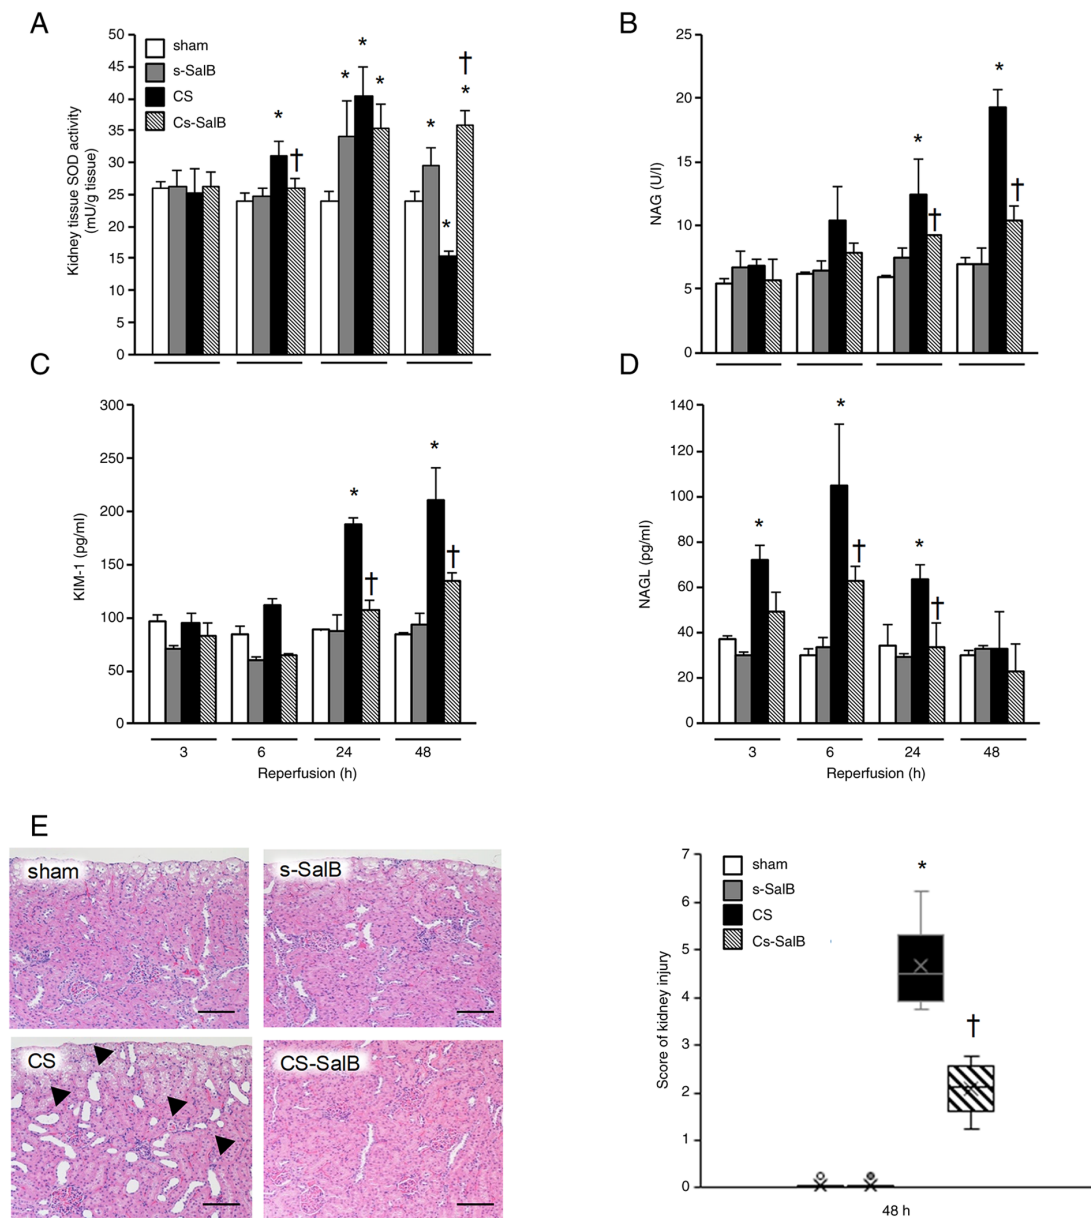 A
50
45
40
35
30
25
20
15
10
5
0
Kidney tissue SOD activity
(mU/g tissue)
sham
s-SalB
CS
Cs-SalB
*
†
*
*
*
*
*
†
*
B
25
20
15
10
5
0
NAG (U/l)
*
†
*
†
C
300
250
200
150
100
50
0
KIM-1 (pg/ml)
*
†
*
†
3 6 24 48
Reperfusion (h)
D
140
120
100
80
60
40
20
0
NAGL (pg/ml)
*
*
†
*
†
3 6 24 48
Reperfusion (h)
E
sham
s-SalB
CS
CS-SalB
7
6
5
4
3
2
1
0
Score of kidney injury
sham
s-SalB
CS
Cs-SalB
*
†
48 h